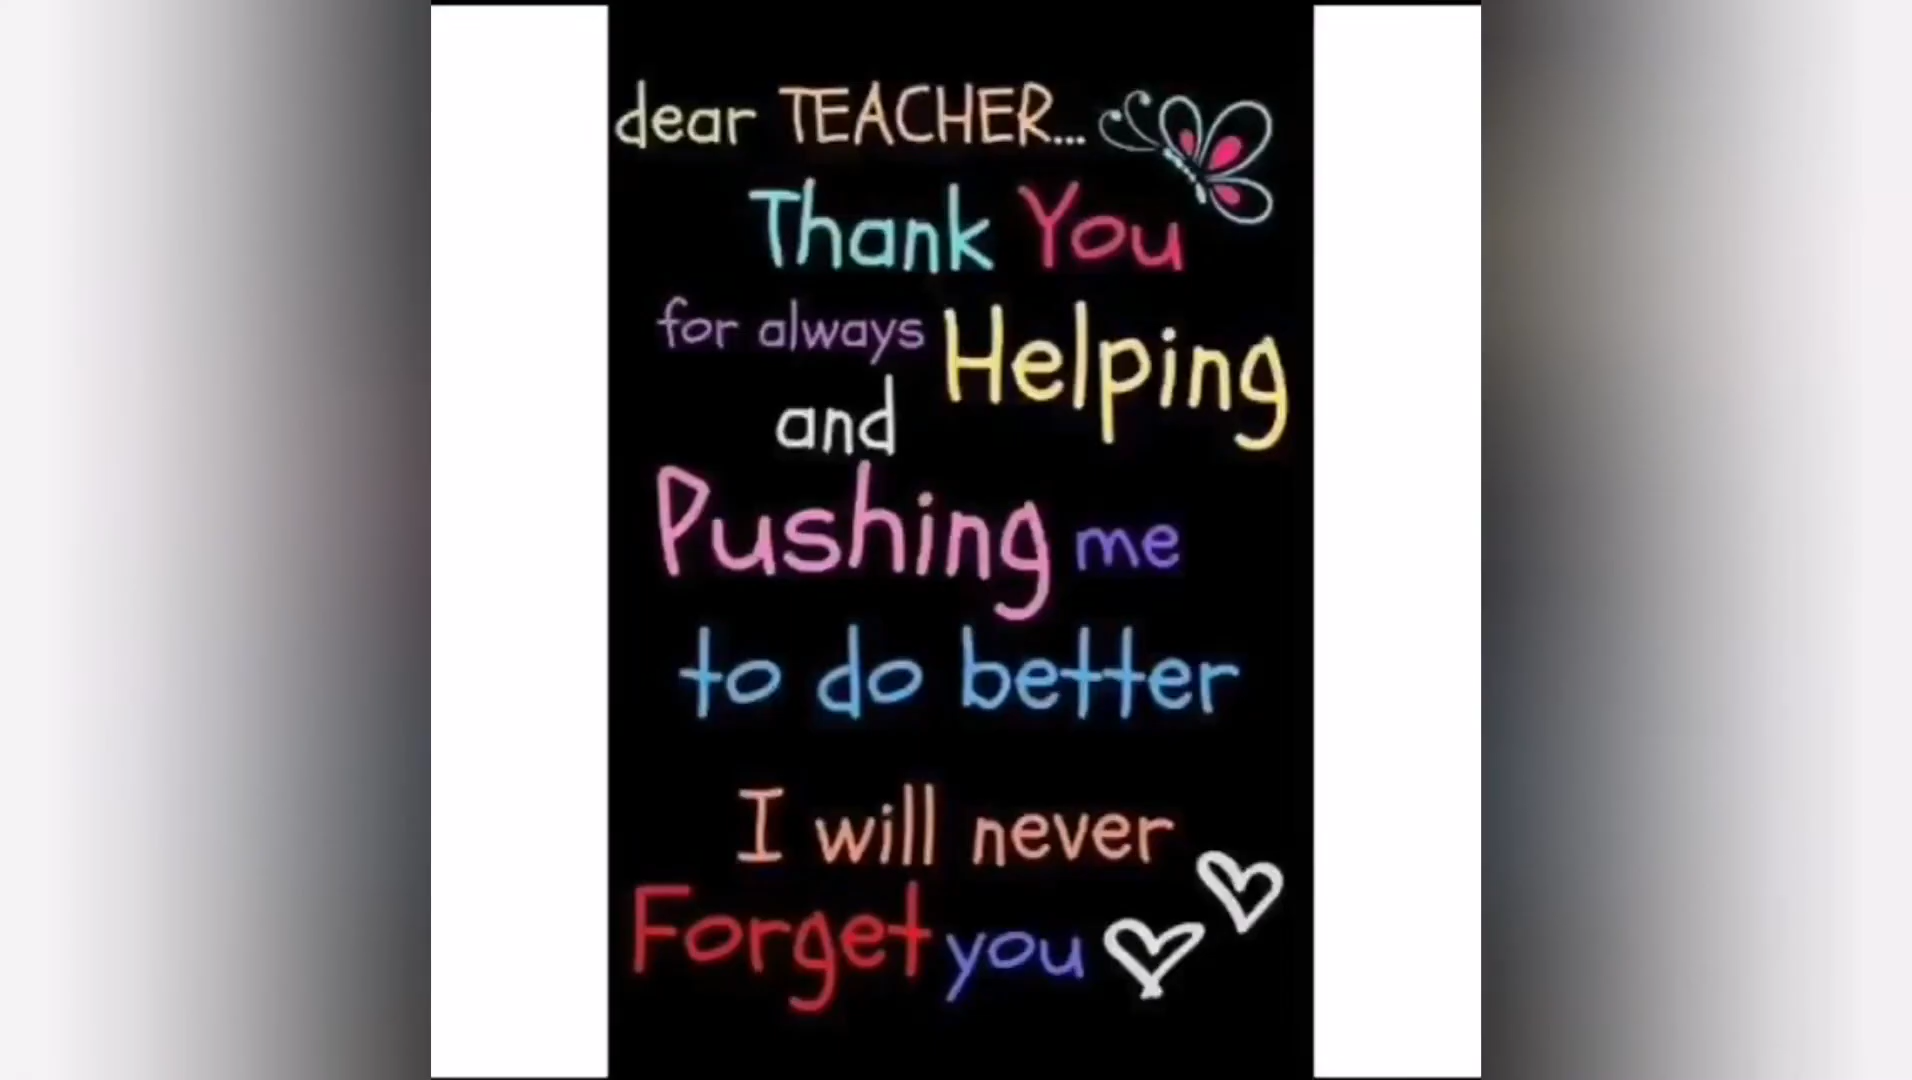 dear TEACHER...
Thank You
for always Helping
and
Pushing me
to do better
I will never
Forget you